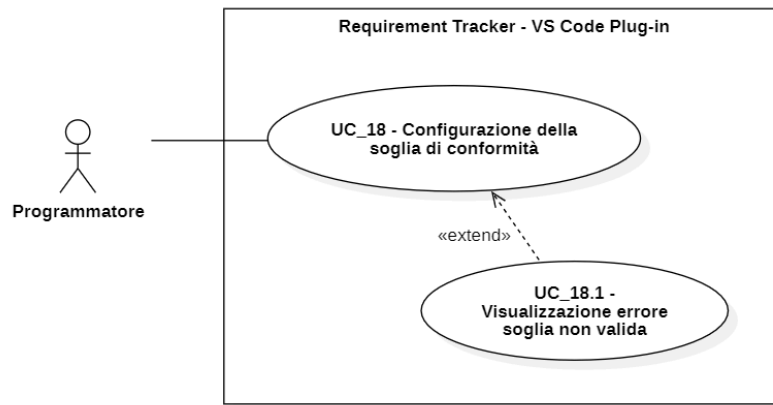 Requirement Tracker - VS Code Plug-in
UC_18 - Configurazione della
soglia di conformità
Programmatore
«extend»
UC_18.1 -
Visualizzazione errore
soglia non valida